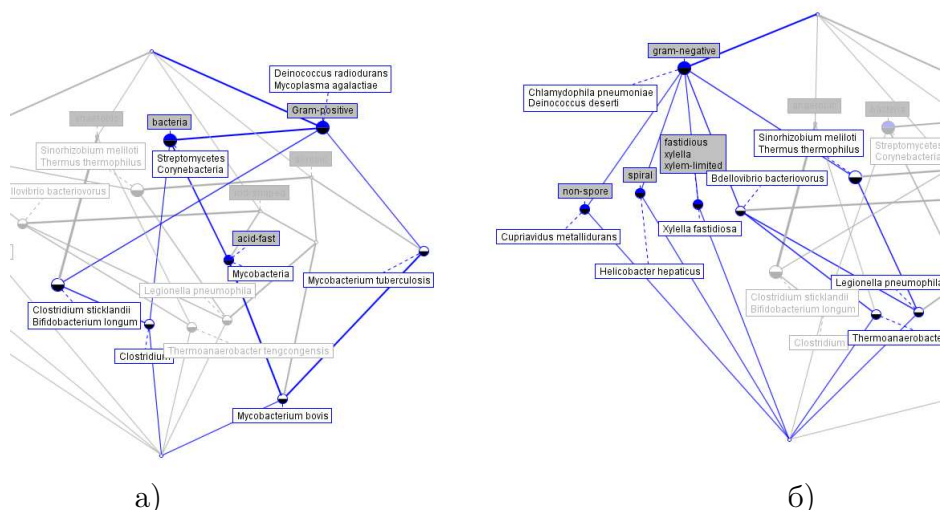 Deinococcus radiodurans
Mycoplasma agalactiae
Gram-positive
bacteria
anaerobic
Sinorhizobium meliloti
Thermus thermophilus
Streptomycetes
Corynebacteria
llovibrio bacteriovorus
acid-fast
Mycobacteria
Mycobacterium tuberculosis
Legionella pneumophila
Clostridium sticklandii
Bifidobacterium longum
Clostridium
Thermoanaerobacter tengcongensis
Mycobacterium bovis
а)
gram-negative
Chlamydophila pneumoniae
Deinococcus deserti
anaerobic
bacteria
Sinorhizobium meliloti
Thermus thermophilus
Streptomycetes
Corynebacteria
fastidious
xylella
xylem-limited
spiral
non-spore
Bdellovibrio bacteriovorus
Cupriavidus metallidurans
Xylella fastidiosa
Helicobacter hepaticus
Legionella pneumophila
Clostridium sticklandii
Bifidobacterium longum
Clostridium
Thermoanaerobacte
б)